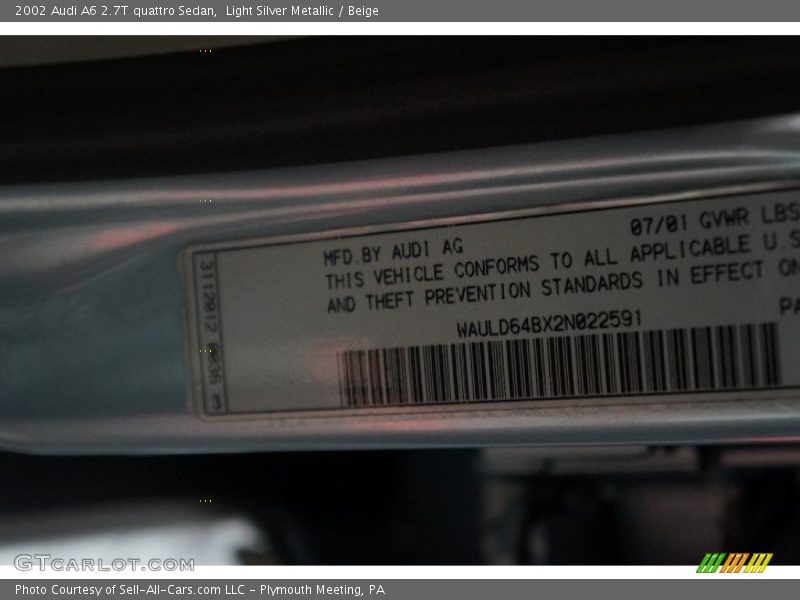 2002 Audi A6 2.7T quattro Sedan, Light Silver Metallic / Beige
07/01 GVWR LBS
MFD.BY AUDI AG
THIS VEHICLE CONFORMS TO ALL APPLICABLE U.S
AND THEFT PREVENTION STANDARDS IN EFFECT ON
PA
WAULD64BX2N022591
GTCARLOT.COM
Photo Courtesy of Sell-All-Cars.com LLC - Plymouth Meeting, PA